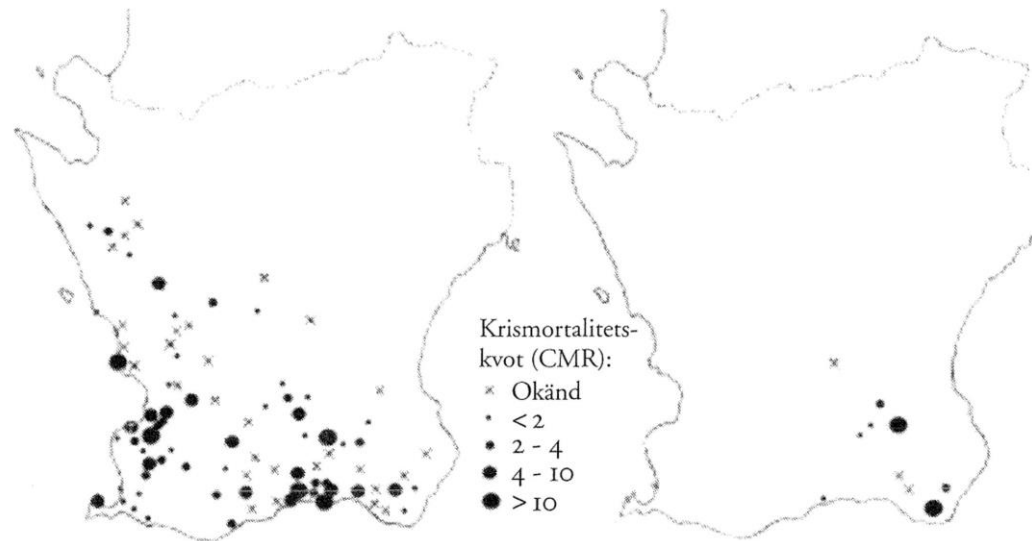 Krismortalitets-
kvot (CMR):
× Okänd
< 2
2 - 4
4 - 10
> 10